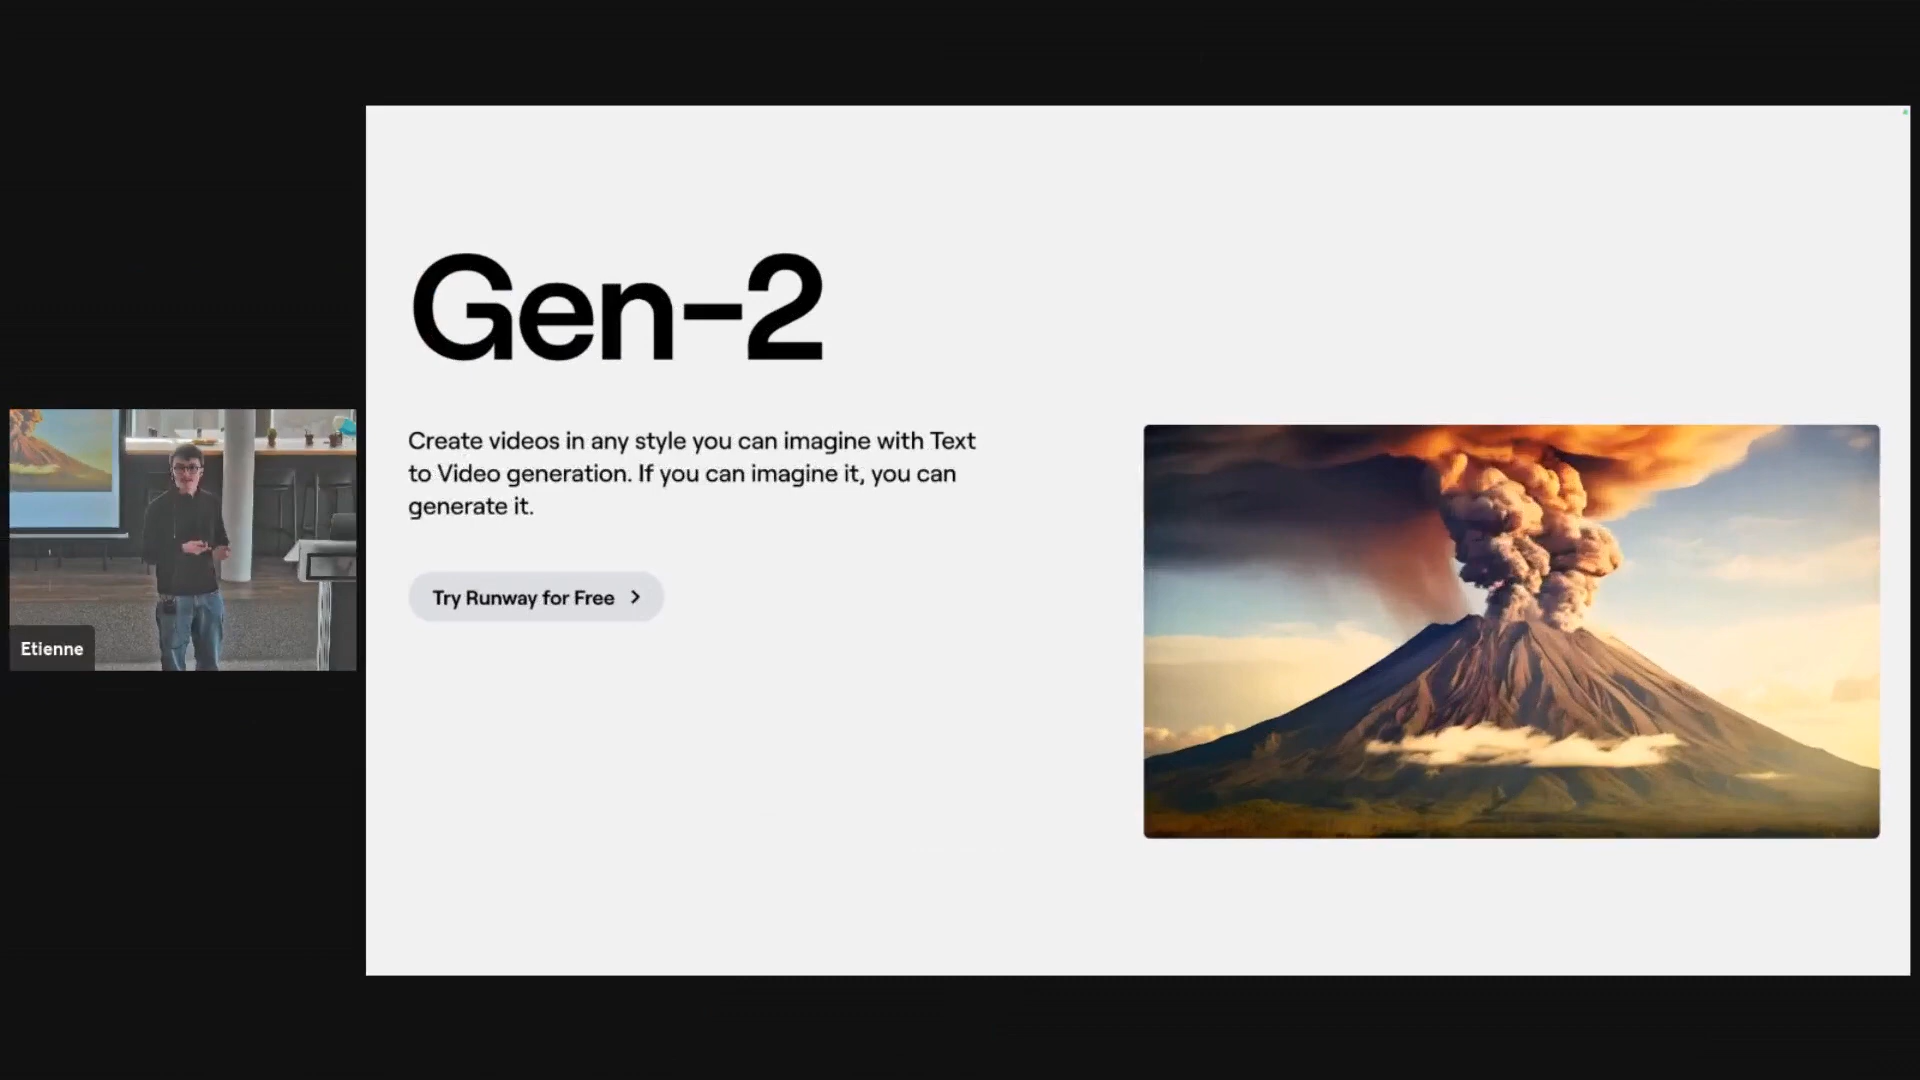 Gen-2
Create videos in any style you can imagine with Text
to Video generation. If you can imagine it, you can
generate it.
Try Runway for Free
Etienne